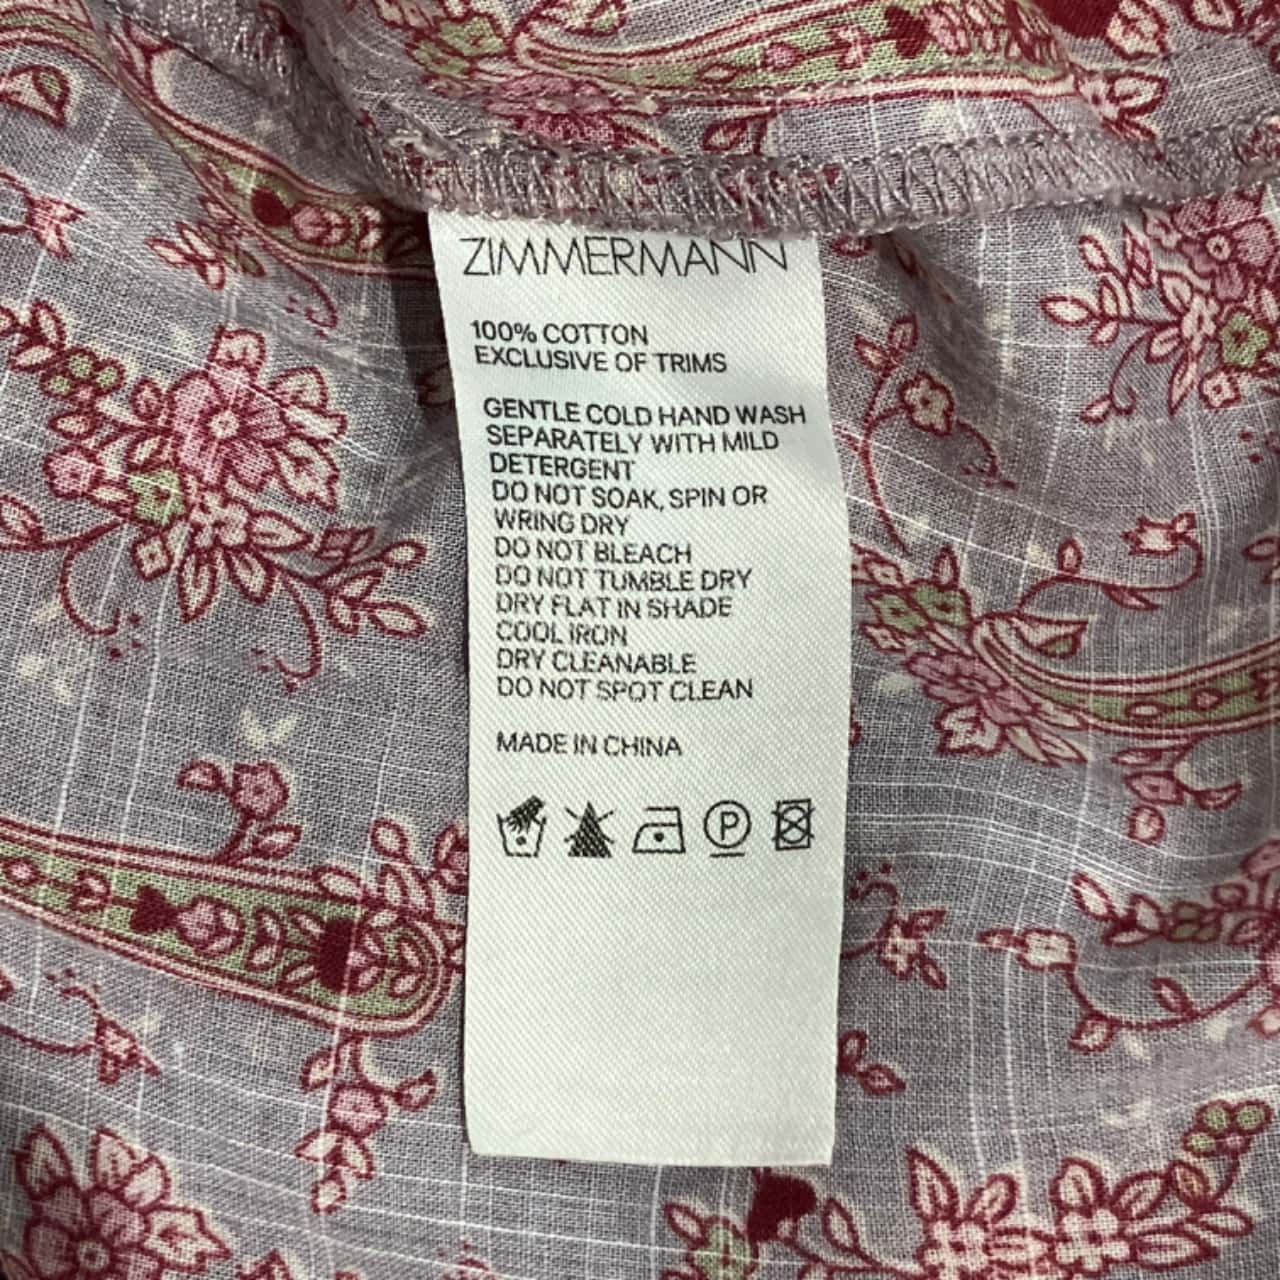 ZIMMERMANN
100% COTTON
EXCLUSIVE OF TRIMS
GENTLE COLD HAND WASH
SEPARATELY WITH MILD
DETERGENT
DO NOT SOAK, SPIN OR
WRING DRY
DO NOT BLEACH
DO NOT TUMBLE DRY
DRY FLAT IN SHADE
COOL IRON
DRY CLEANABLE
DO NOT SPOT CLEAN
MADE IN CHINA
P